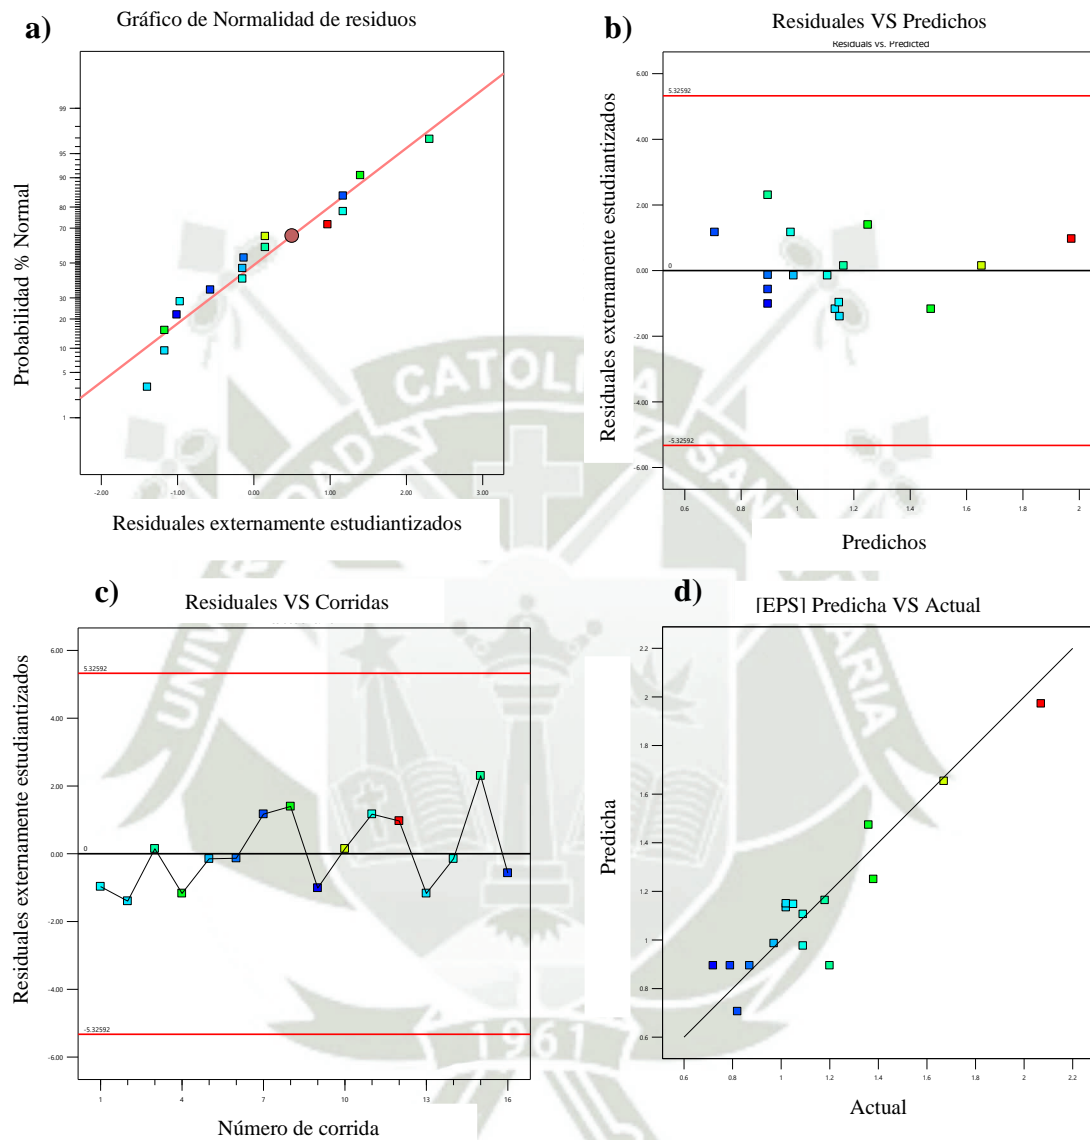 a)
Gráfico de Normalidad de residuos
Probabilidad % Normal
99
95
90
80
70
50
30
20
10
5
1
-2.00 -1.00 0.00 1.00 2.00 3.00
Residuales externamente estudiantizados
b)
Residuales VS Predichos
Residuals vs. Predicted
Residuales externamente estudiantizados
6.00
5.32592
4.00
2.00
0
0.00
-2.00
-4.00
-5.32592
-6.00
0.6 0.8 1 1.2 1.4 1.6 1.8 2
Predichos
c)
Residuales VS Corridas
Residuales externamente estudiantizados
6.00
5.32592
4.00
2.00
0
0.00
-2.00
-4.00
-5.32592
-6.00
1 4 7 10 13 16
Número de corrida
d)
[EPS] Predicha VS Actual
Predicha
2.2
2
1.8
1.6
1.4
1.2
1
0.8
0.6
0.6 0.8 1 1.2 1.4 1.6 1.8 2 2.2
Actual
1961